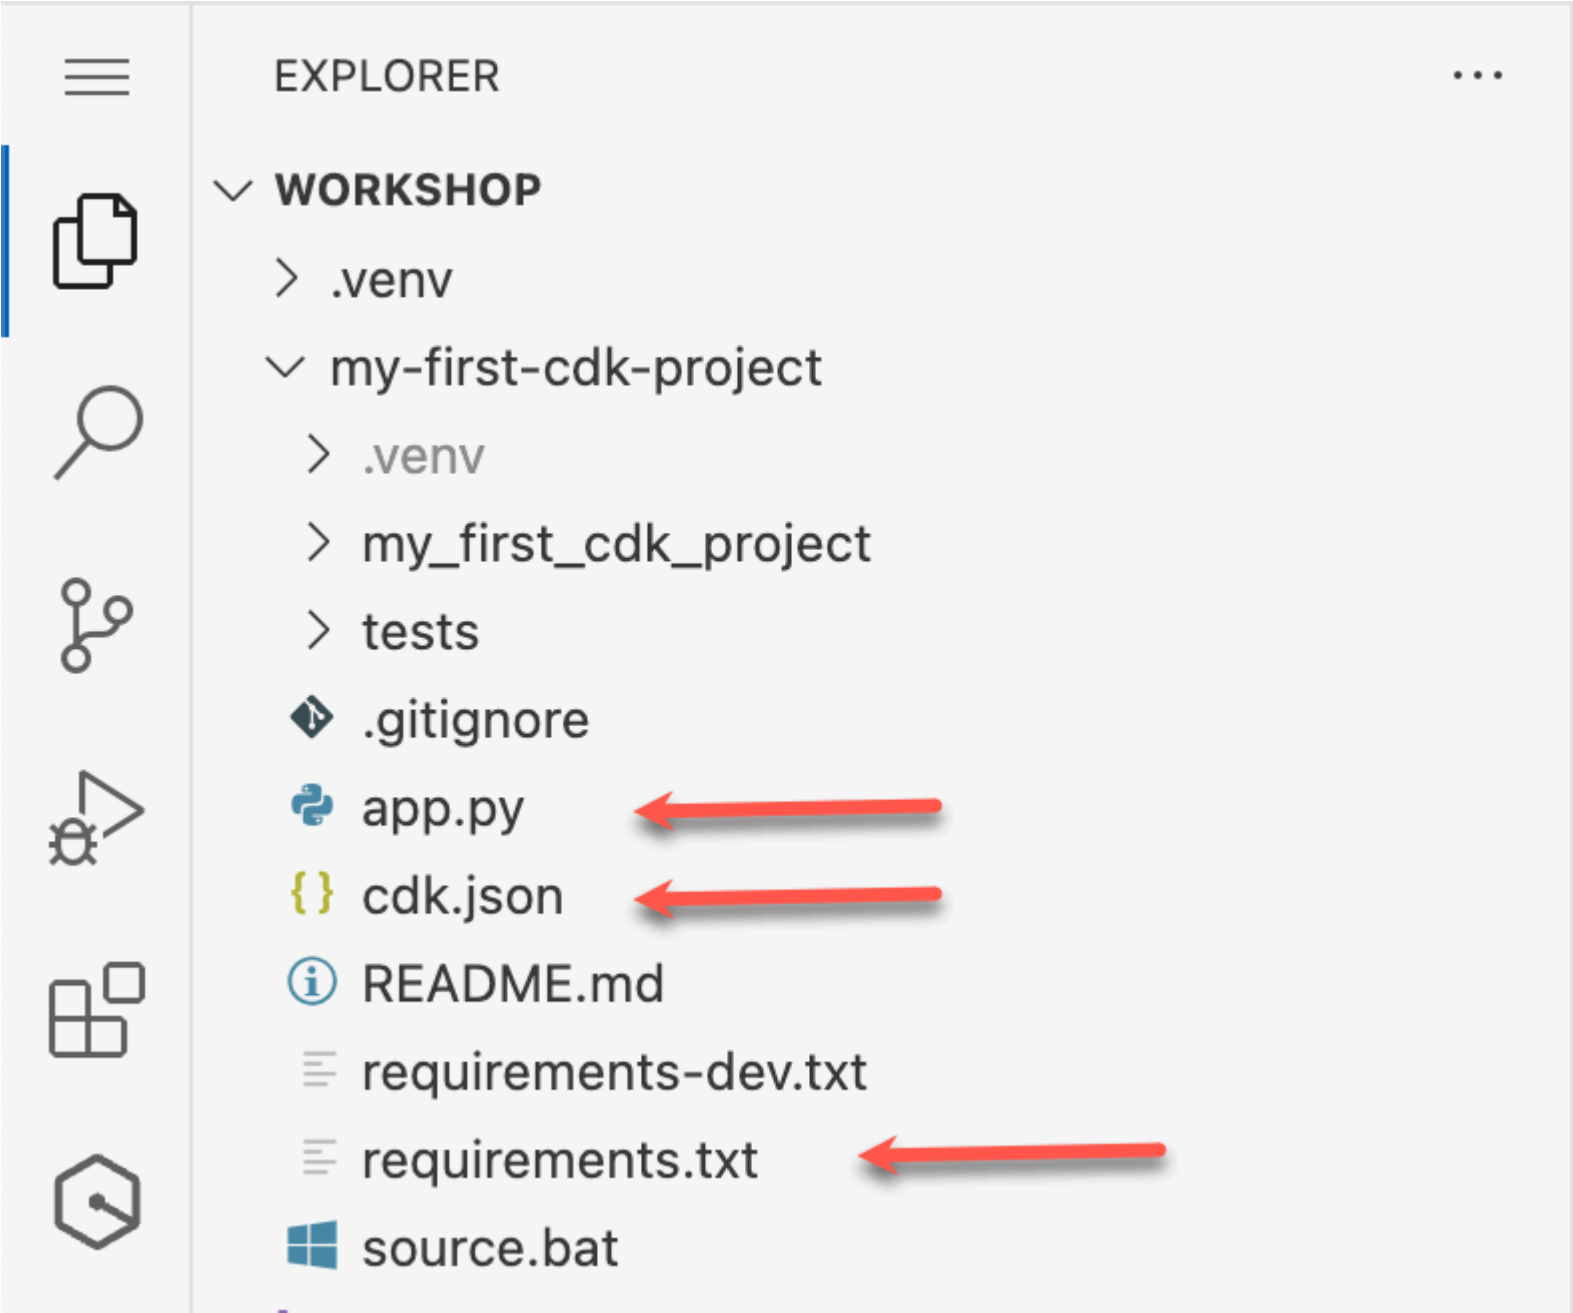 EXPLORER
WORKSHOP
.venv
my-first-cdk-project
.venv
my_first_cdk_project
tests
.gitignore
app.py
cdk.json
README.md
requirements-dev.txt
requirements.txt
source.bat